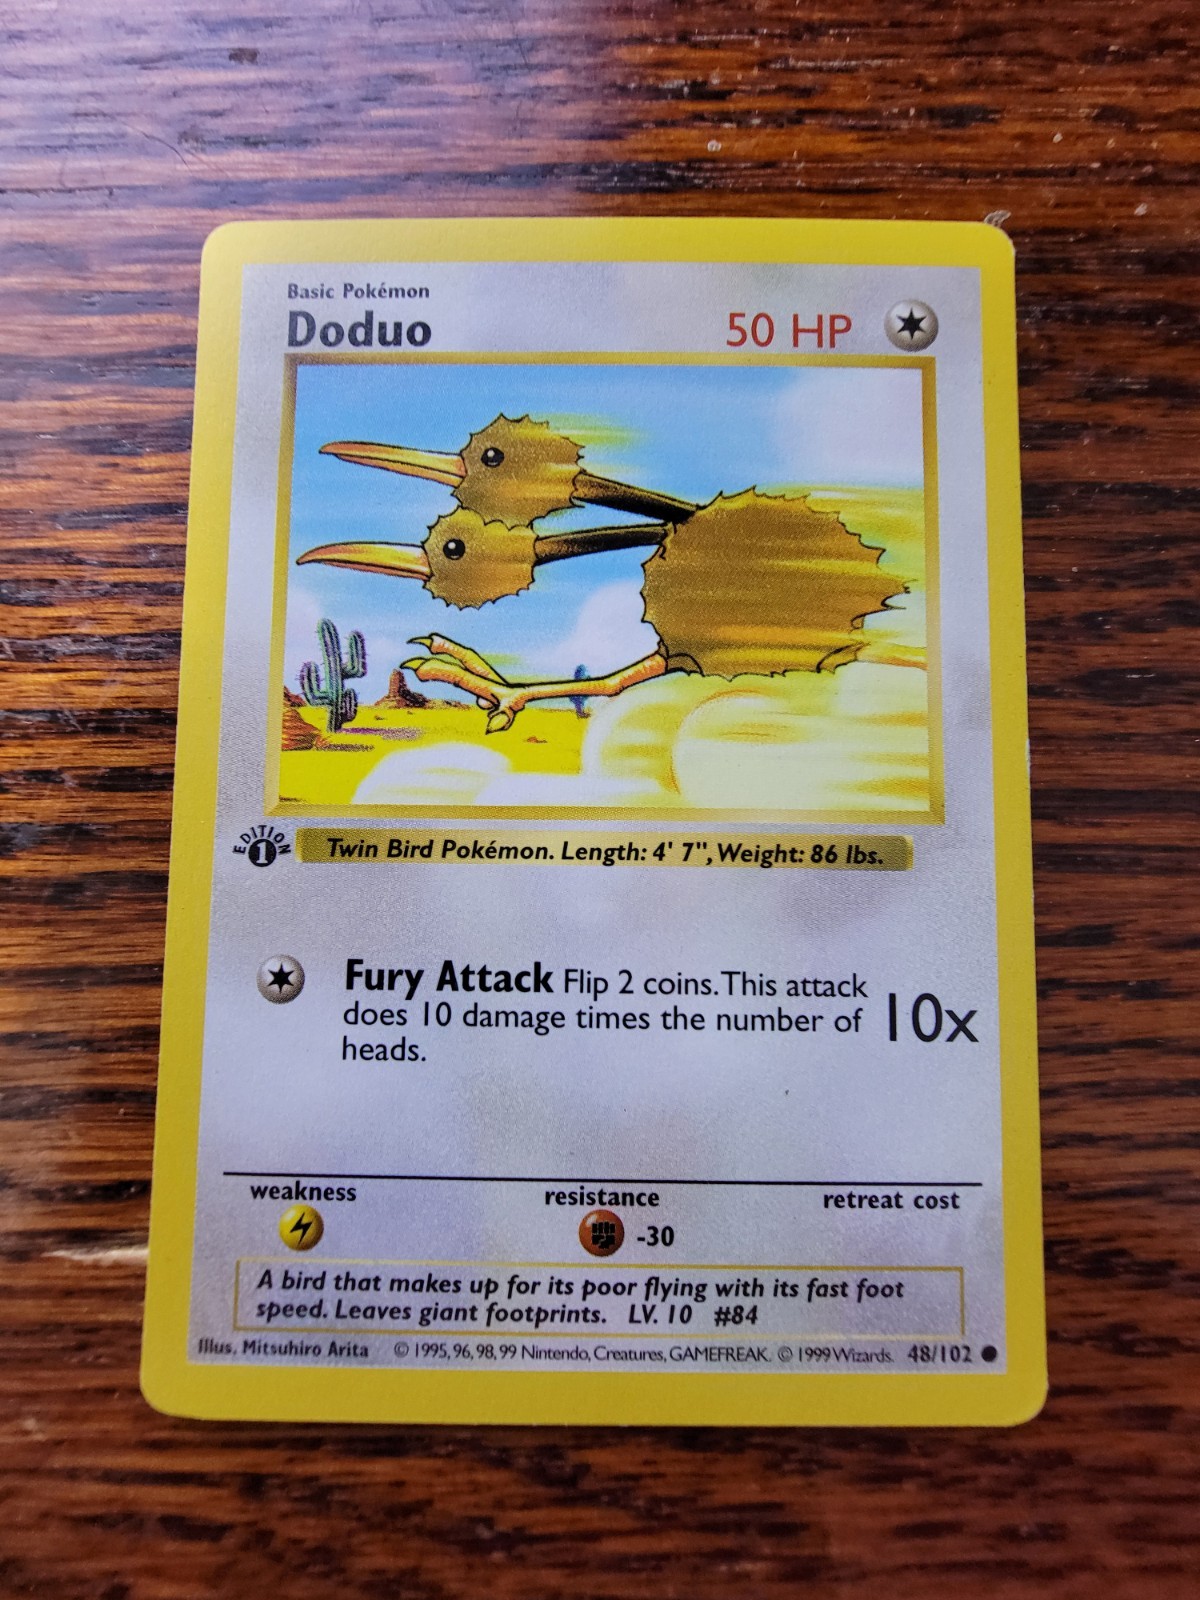 Basic Pokémon
Doduo 50 HP
EDITION 1 Twin Bird Pokémon. Length: 4' 7", Weight: 86 lbs.
Fury Attack Flip 2 coins. This attack
does 10 damage times the number of 10x
heads.
weakness resistance retreat cost
-30
A bird that makes up for its poor flying with its fast foot
speed. Leaves giant footprints. LV. 10 #84
Illus. Mitsuhiro Arita © 1995, 96, 98, 99 Nintendo, Creatures, GAMEFREAK. © 1999 Wizards. 48/102